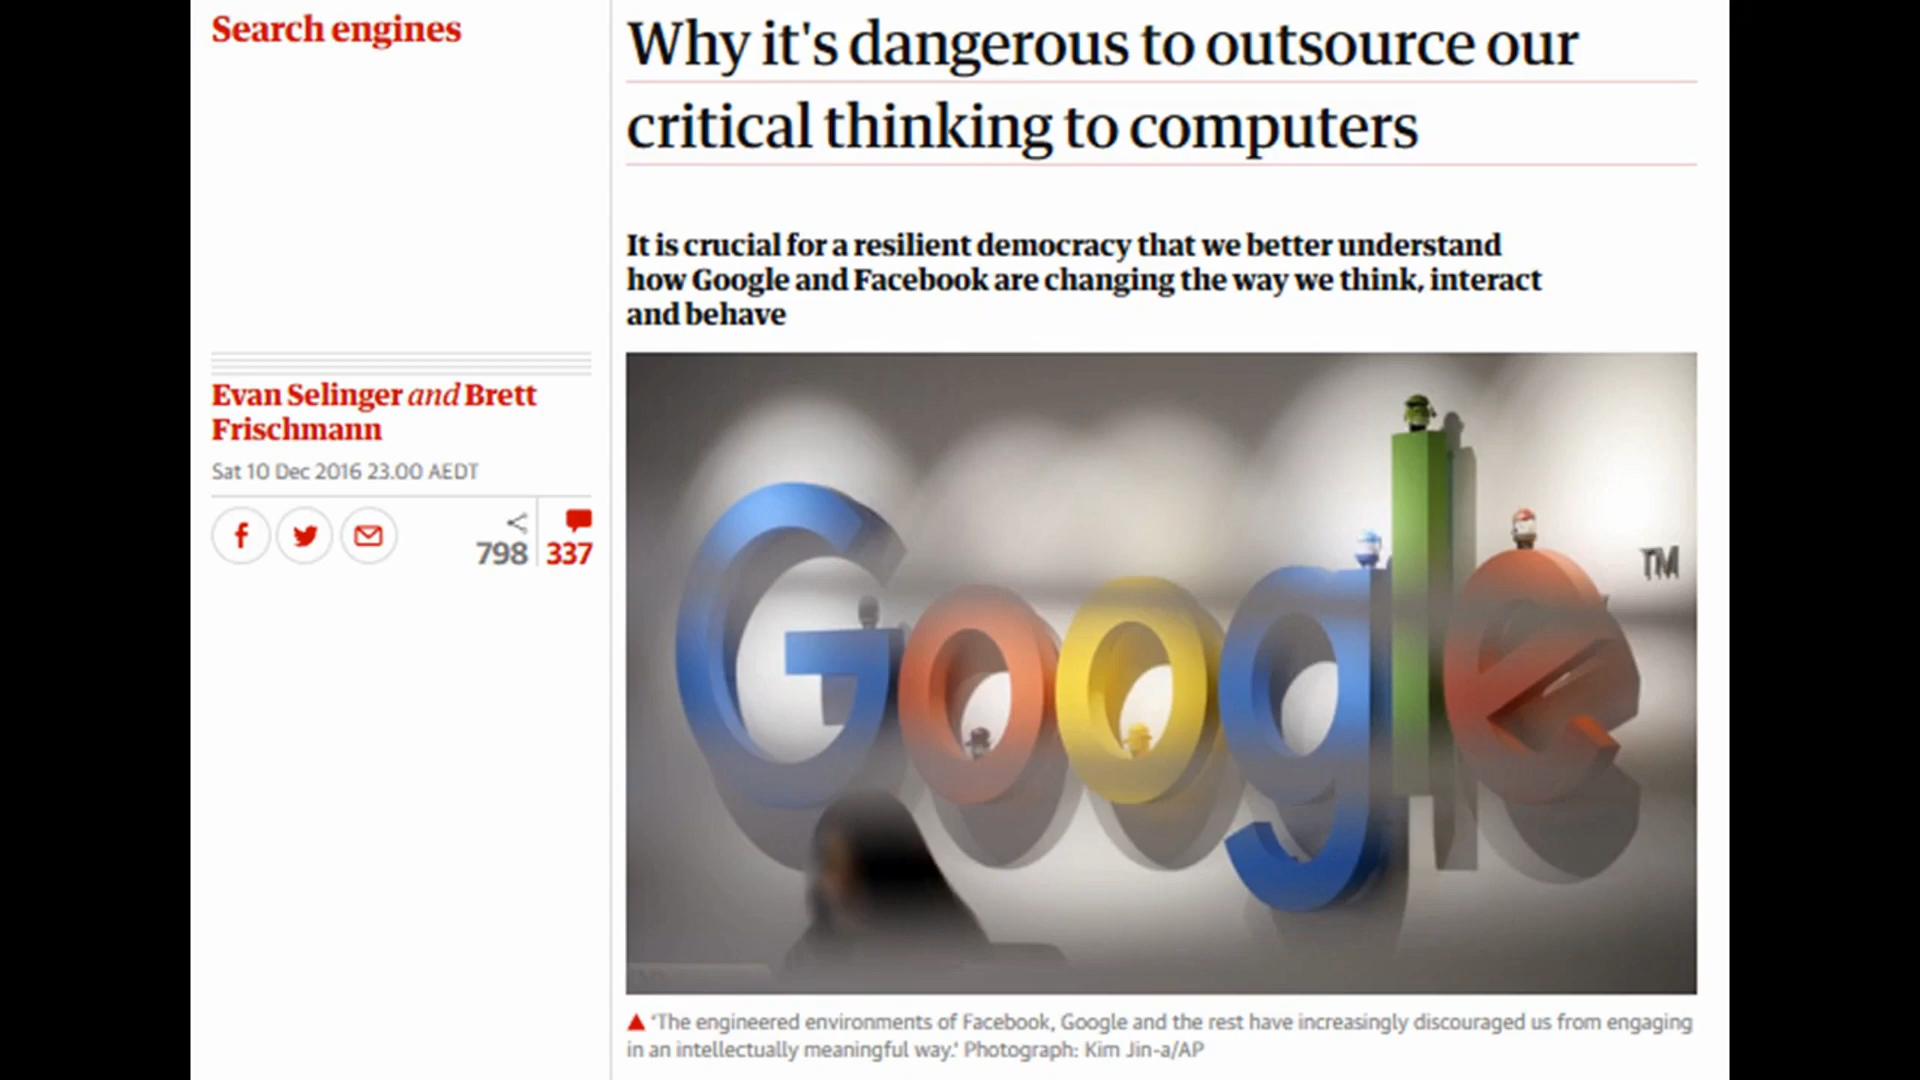 Search engines
Why it's dangerous to outsource our
critical thinking to computers
It is crucial for a resilient democracy that we better understand
how Google and Facebook are changing the way we think, interact
and behave
Evan Selinger and Brett
Frischmann
Sat 10 Dec 2016 23.00 AEDT
798
337
Google
TM
'The engineered environments of Facebook, Google and the rest have increasingly discouraged us from engaging
in an intellectually meaningful way.' Photograph: Kim Jin-a/AP